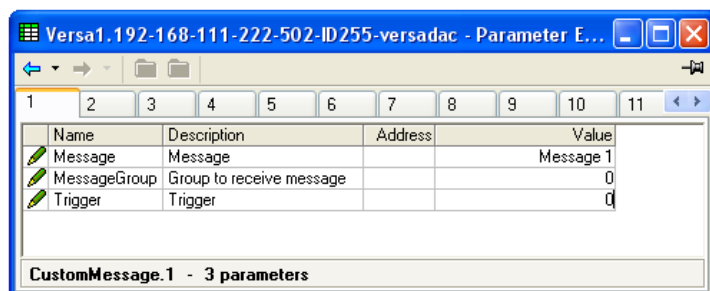 Versa1.192-168-111-222-502-ID255-versadac - Parameter E...
1 2 3 4 5 6 7 8 9 10 11
Name Description Address Value
Message Message Message 1
MessageGroup Group to receive message 0
Trigger Trigger 0
CustomMessage.1 - 3 parameters